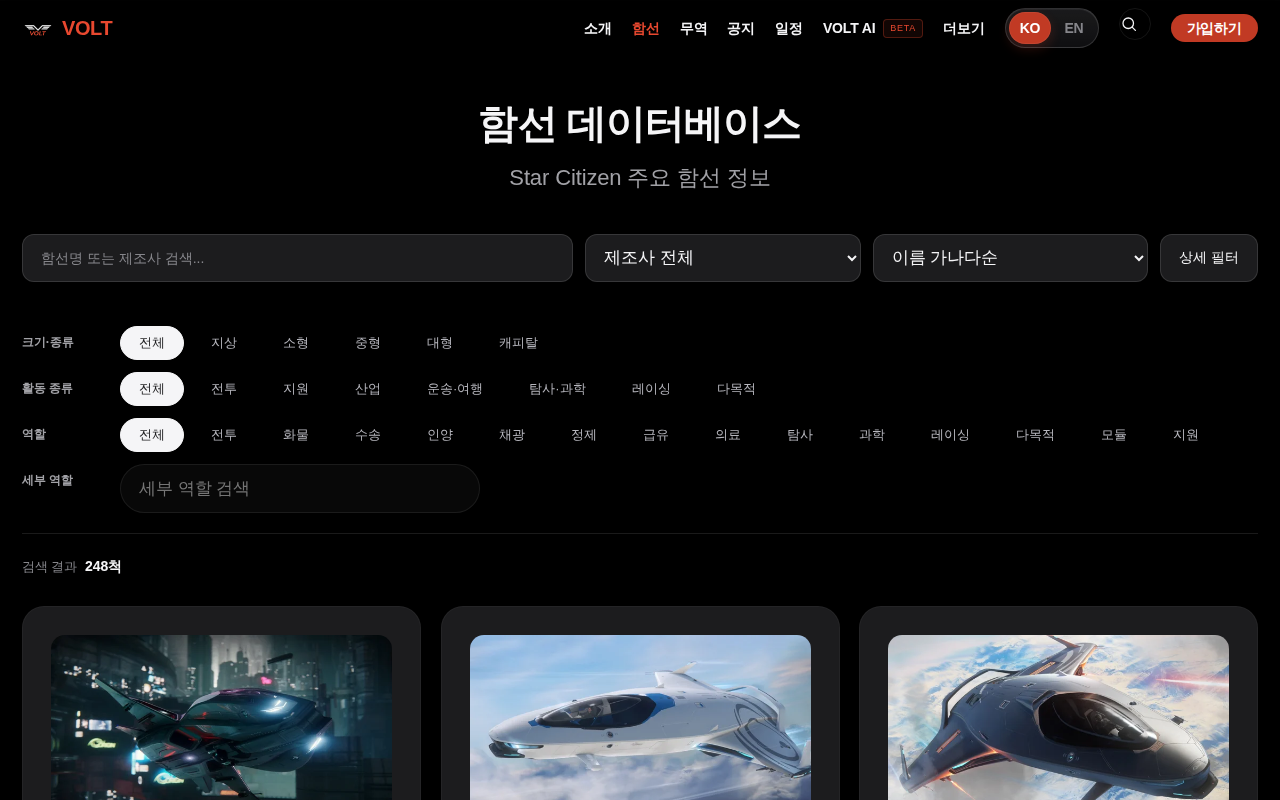 VOLT VOLT 소개 함선 무역 공지 일정 VOLT AI BETA 더보기 KO EN 가입하기
함선 데이터베이스
Star Citizen 주요 함선 정보
함선명 또는 제조사 검색... 제조사 전체 이름 가나다순 상세 필터
크기·종류 전체 지상 소형 중형 대형 캐피탈
활동 종류 전체 전투 지원 산업 운송·여행 탐사·과학 레이싱 다목적
역할 전체 전투 화물 수송 인양 채광 정제 급유 의료 탐사 과학 레이싱 다목적 모듈 지원
세부 역할 세부 역할 검색
검색 결과 248척